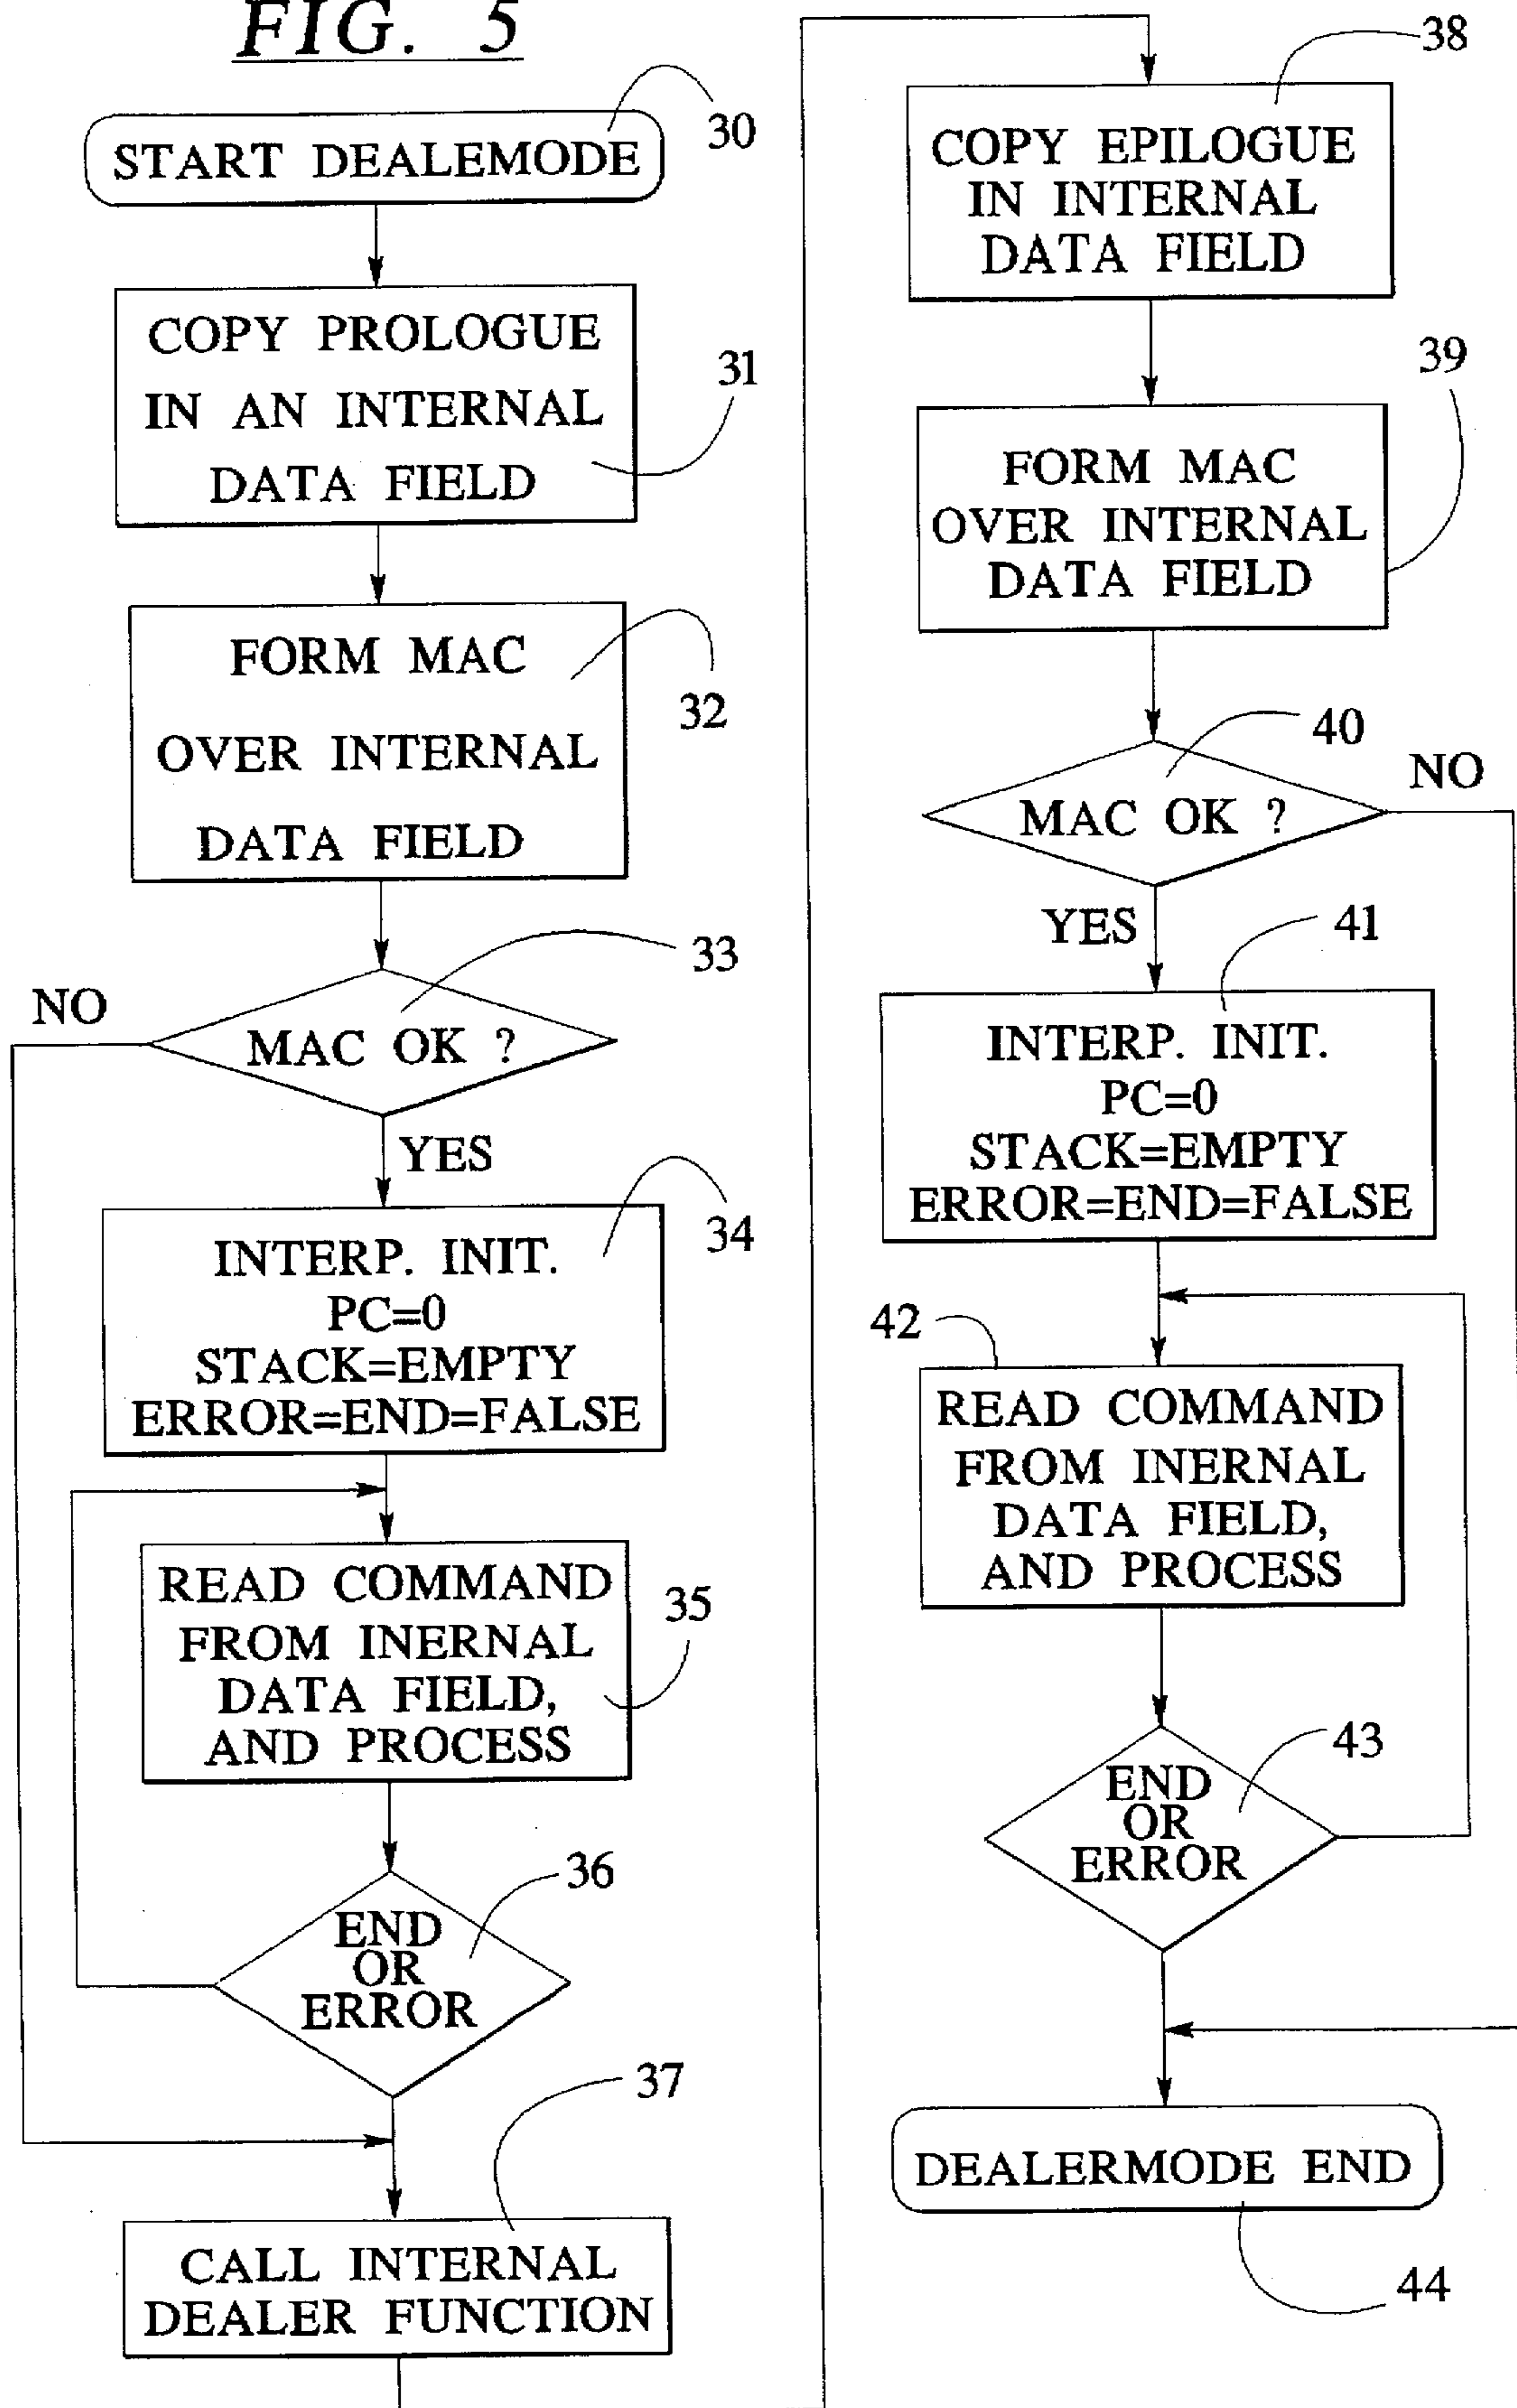 FIG. 5
30
START DEALEMODE
COPY PROLOGUE
IN AN INTERNAL
DATA FIELD
31
FORM MAC
OVER INTERNAL
DATA FIELD
32
33
MAC OK ?
NO
YES
34
INTERP. INIT.
PC=0
STACK=EMPTY
ERROR=END=FALSE
READ COMMAND
FROM INERNAL
DATA FIELD,
AND PROCESS
35
36
END
OR
ERROR
37
CALL INTERNAL
DEALER FUNCTION
38
COPY EPILOGUE
IN INTERNAL
DATA FIELD
39
FORM MAC
OVER INTERNAL
DATA FIELD
40
NO
MAC OK ?
YES
41
INTERP. INIT.
PC=0
STACK=EMPTY
ERROR=END=FALSE
42
READ COMMAND
FROM INERNAL
DATA FIELD,
AND PROCESS
43
END
OR
ERROR
DEALERMODE END
44